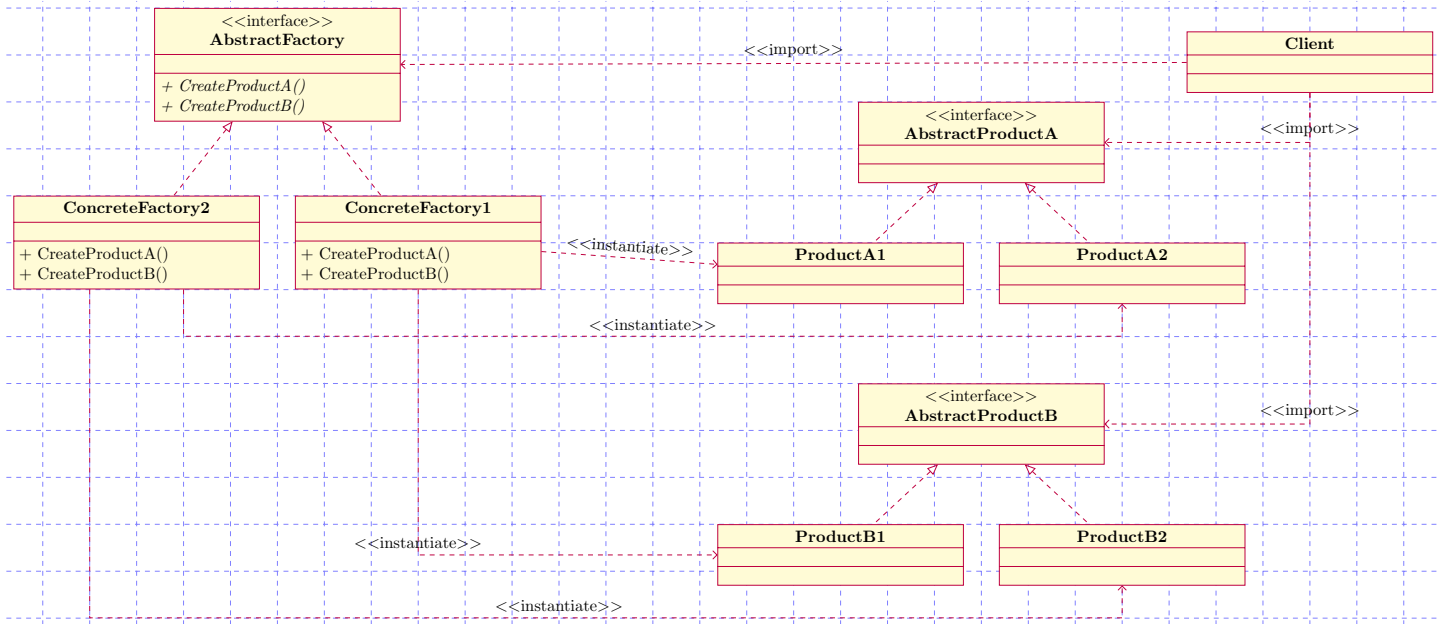 <<interface>>
AbstractFactory
+ CreateProductA()
+ CreateProductB()
<<import>>
Client
<<interface>>
AbstractProductA
<<import>>
ConcreteFactory2
+ CreateProductA()
+ CreateProductB()
ConcreteFactory1
+ CreateProductA()
+ CreateProductB()
<<instantiate>>
ProductA1
ProductA2
<<instantiate>>
<<interface>>
AbstractProductB
<<import>>
<<instantiate>>
ProductB1
ProductB2
<<instantiate>>